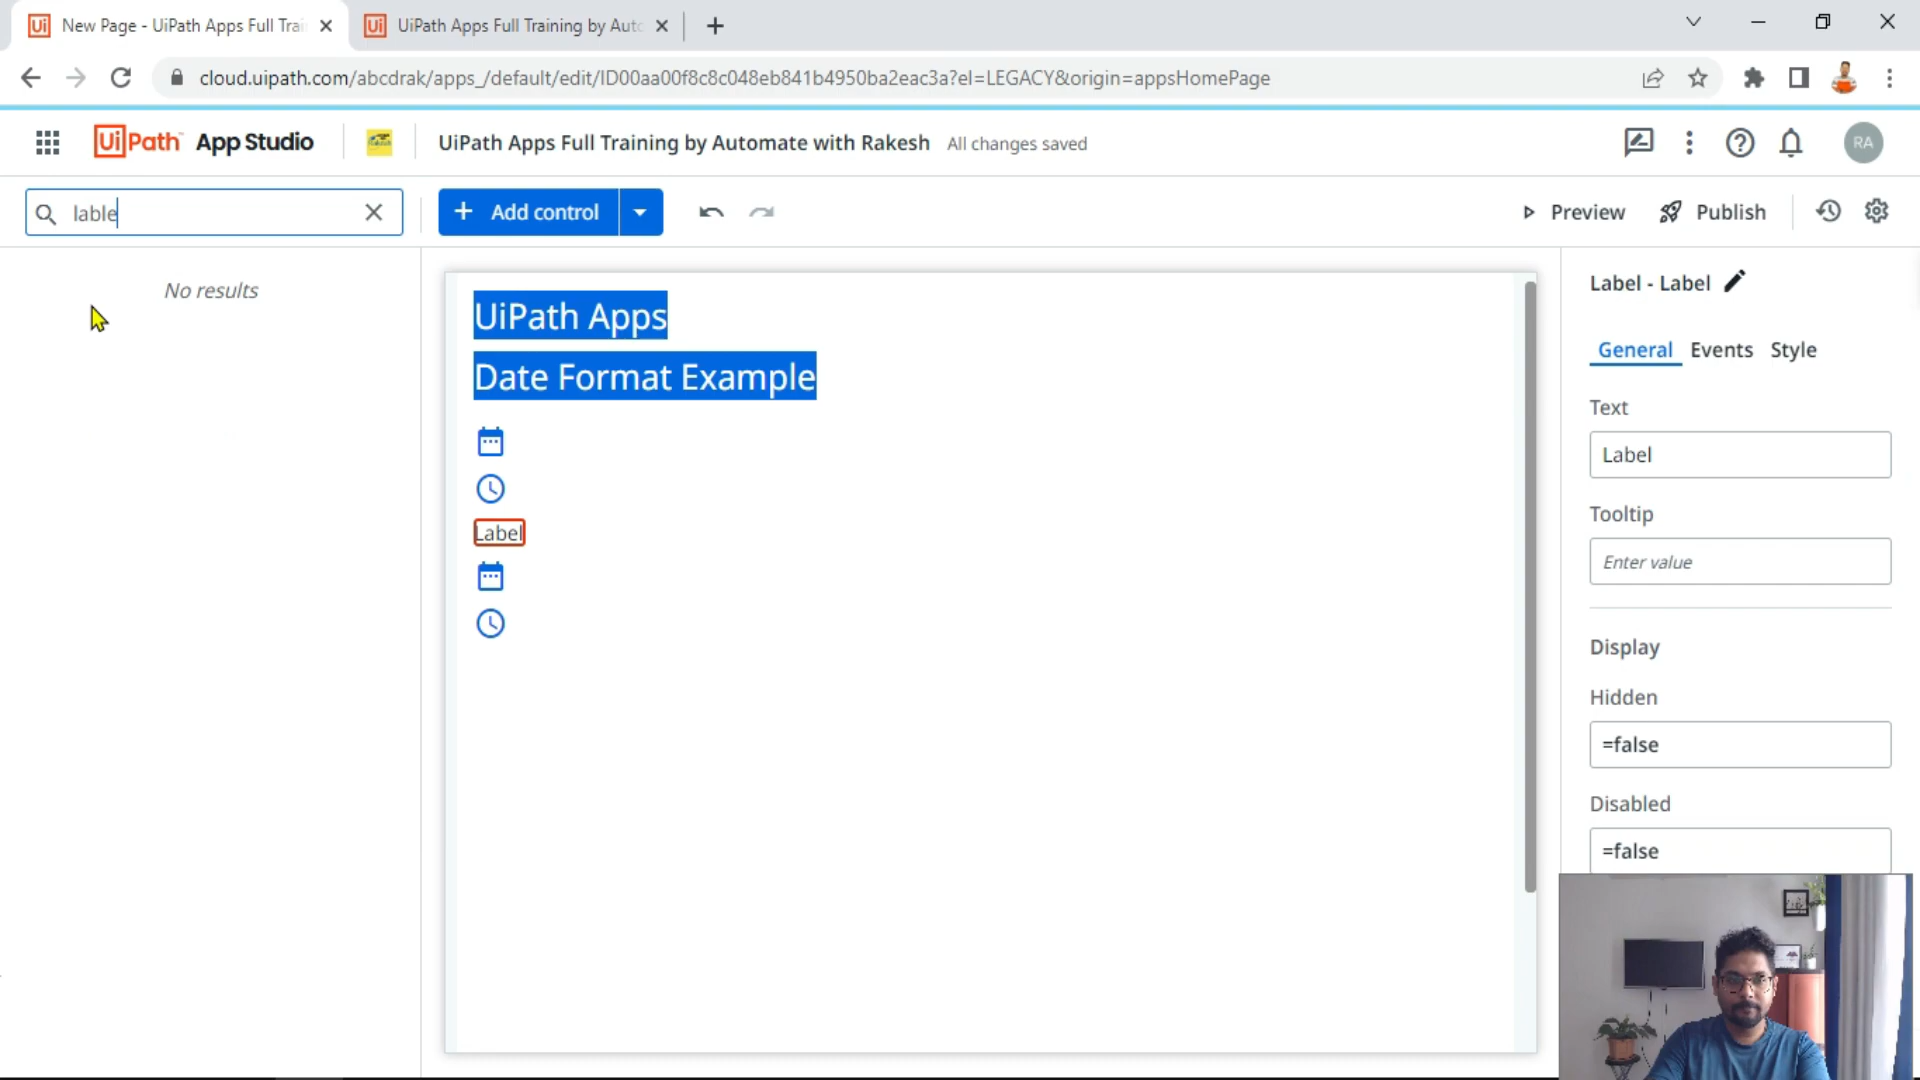 New Page - UiPath Apps Full Trai
UiPath Apps Full Training by Auto
cloud.uipath.com/abcdrak/apps_/default/edit/ID00aa00f8c8c048eb841b4950ba2eac3a?el=LEGACY&origin=appsHomePage
UiPath App Studio
UiPath Apps Full Training by Automate with Rakesh All changes saved
RA
lable
Add control
Preview
Publish
No results
UiPath Apps
Date Format Example
Label
Label - Label
General Events Style
Text
Label
Tooltip
Enter value
Display
Hidden
=false
Disabled
=false